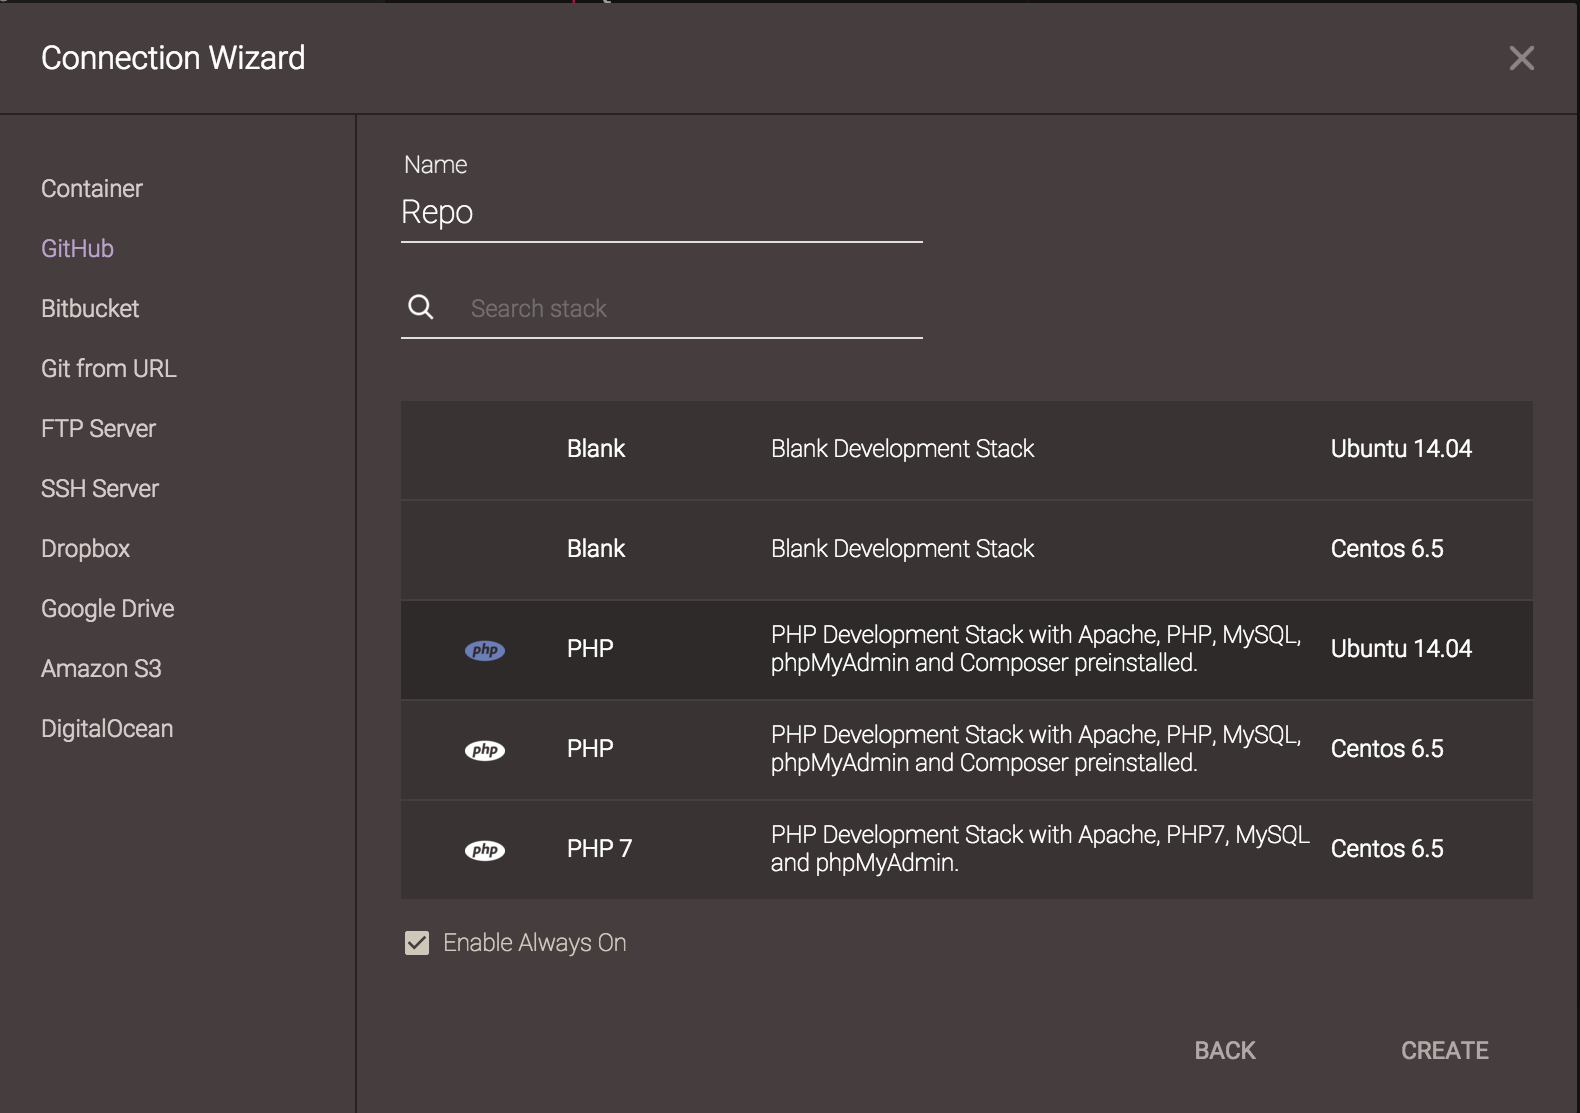 Connection Wizard
Container
GitHub
Bitbucket
Git from URL
FTP Server
SSH Server
Dropbox
Google Drive
Amazon S3
DigitalOcean
Name
Repo
Search stack
Blank Blank Development Stack Ubuntu 14.04
Blank Blank Development Stack Centos 6.5
php PHP PHP Development Stack with Apache, PHP, MySQL,
phpMyAdmin and Composer preinstalled. Ubuntu 14.04
php PHP PHP Development Stack with Apache, PHP, MySQL,
phpMyAdmin and Composer preinstalled. Centos 6.5
php PHP 7 PHP Development Stack with Apache, PHP7, MySQL
and phpMyAdmin. Centos 6.5
Enable Always On
BACK CREATE